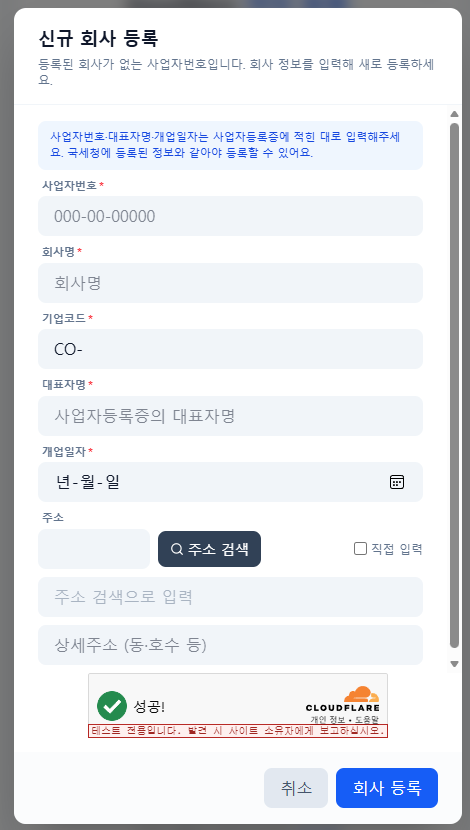 신규 회사 등록
등록된 회사가 없는 사업자번호입니다. 회사 정보를 입력해 새로 등록하세
요.
사업자번호·대표자명·개업일자는 사업자등록증에 적힌 대로 입력해주세
요. 국세청에 등록된 정보와 같아야 등록할 수 있어요.
사업자번호 *
000-00-00000
회사명 *
회사명
기업코드 *
CO-
대표자명 *
사업자등록증의 대표자명
개업일자 *
년-월-일
주소
주소 검색
직접 입력
주소 검색으로 입력
상세주소 (동·호수 등)
성공!
CLOUDFLARE
개인 정보 • 도움말
테스트 전용입니다. 발견 시 사이트 소유자에게 보고하십시오.
취소
회사 등록